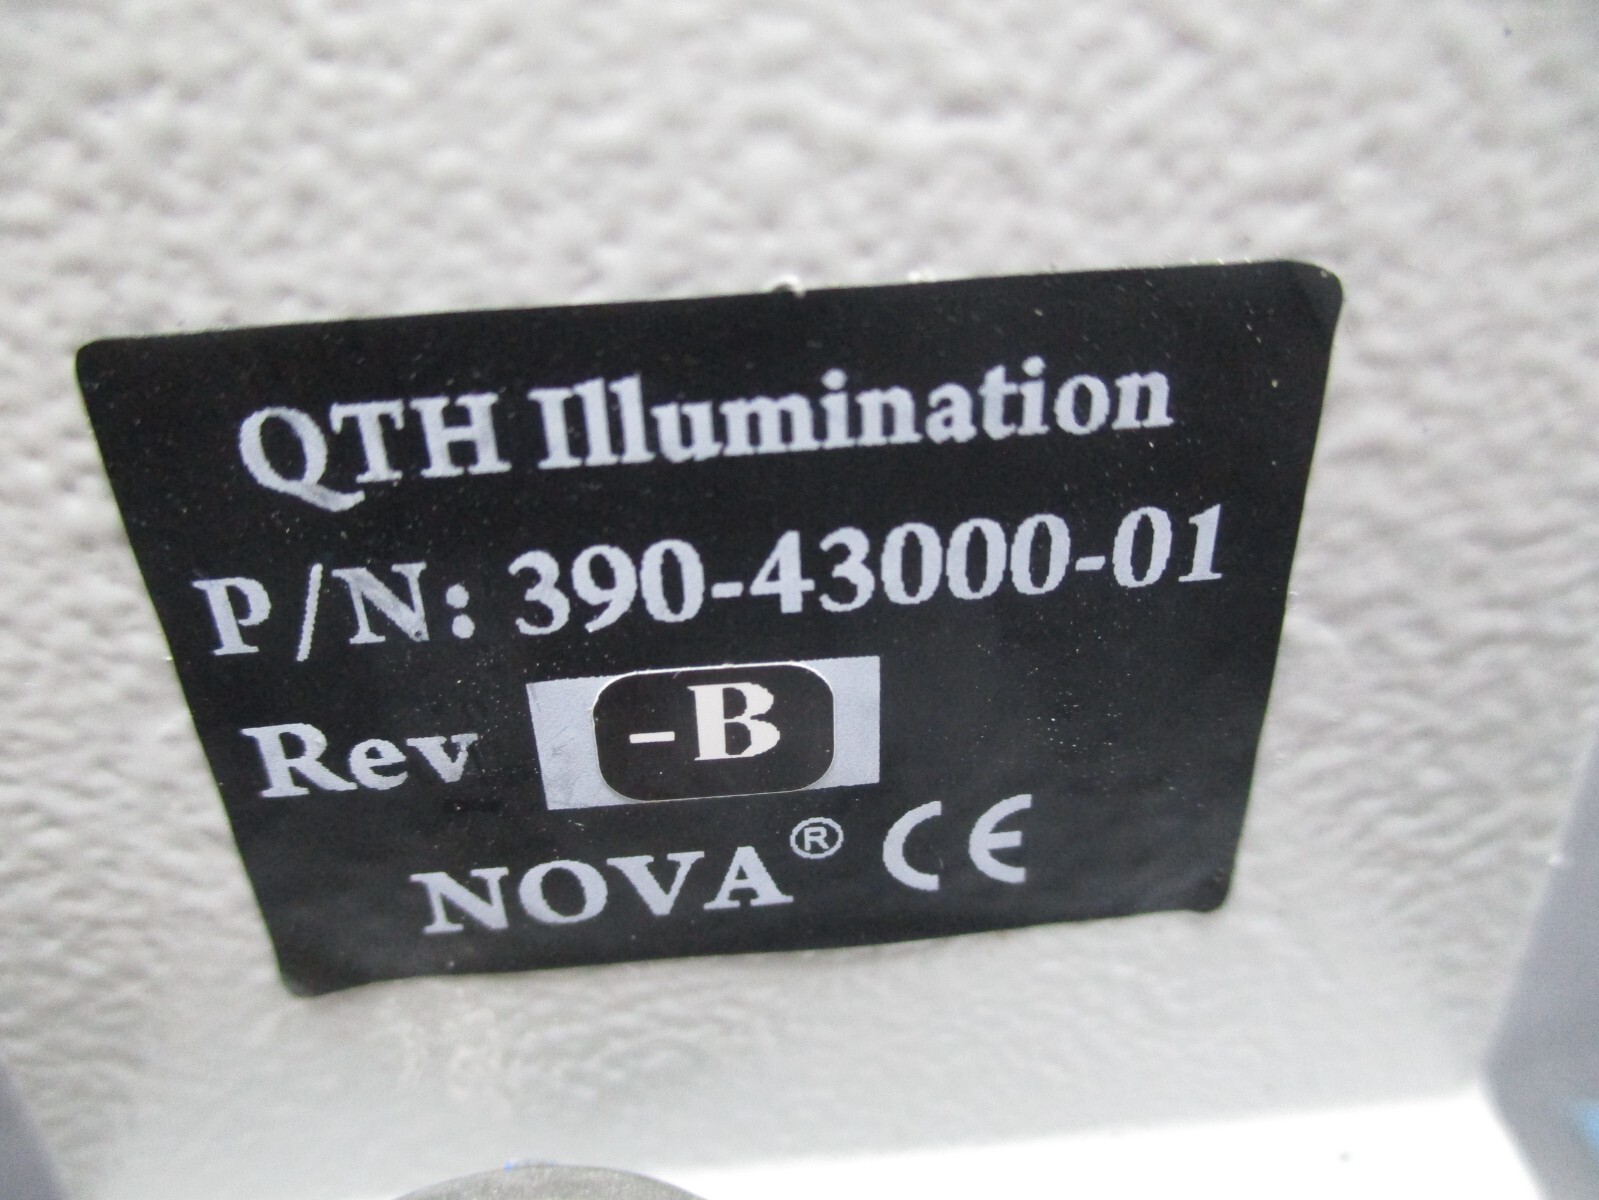 QTH Illumination
P/N: 390-43000-01
Rev -B
NOVA® CE